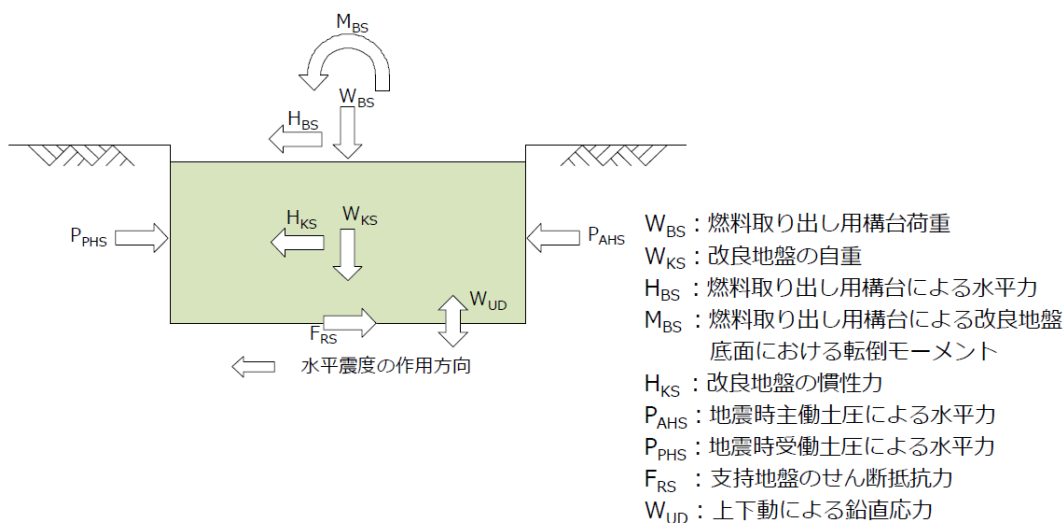 M_BS
W_BS
H_BS
H_KS
W_KS
P_PHS
P_AHS
W_UD
F_RS
水平震度の作用方向
W_BS：燃料取り出し用構台荷重
W_KS：改良地盤の自重
H_BS：燃料取り出し用構台による水平力
M_BS：燃料取り出し用構台による改良地盤
底面における転倒モーメント
H_KS：改良地盤の慣性力
P_AHS：地震時主働土圧による水平力
P_PHS：地震時受働土圧による水平力
F_RS：支持地盤のせん断抵抗力
W_UD：上下動による鉛直応力